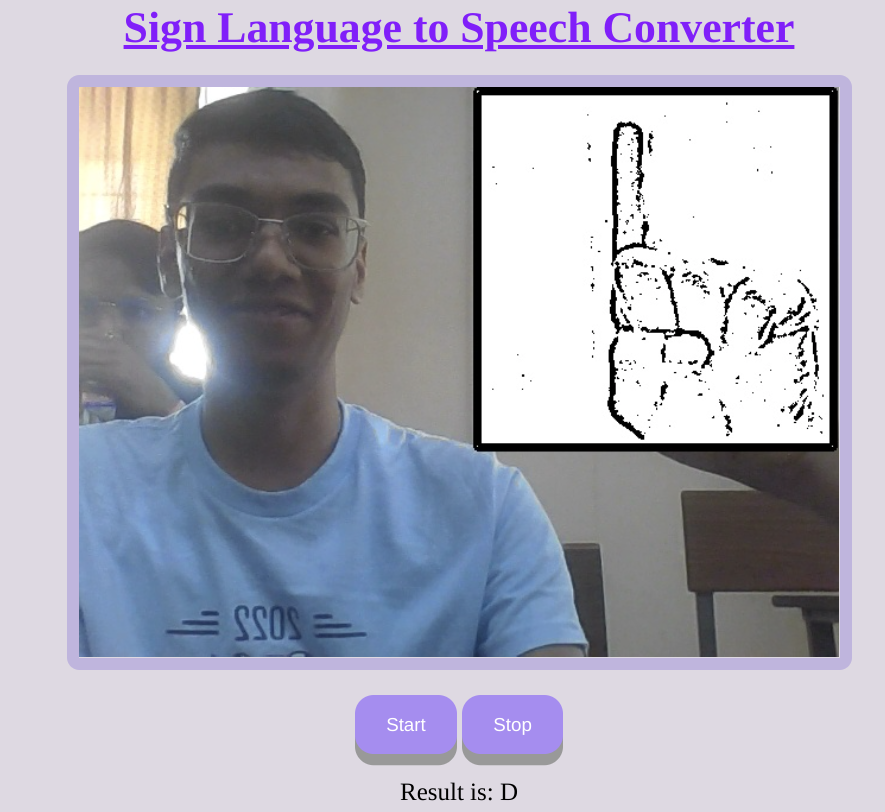 Sign Language to Speech Converter
2022
Start
Stop
Result is: D